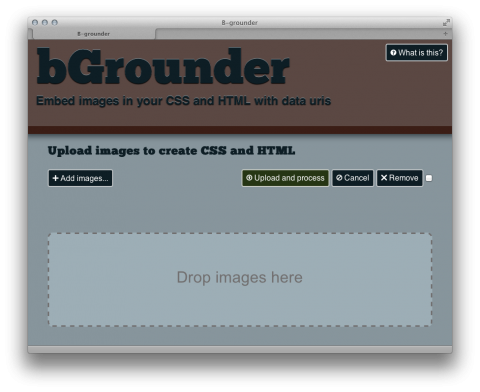 B-grounder
B-grounder
What is this?
bGrounder
Embed images in your CSS and HTML with data uris
Upload images to create CSS and HTML
+ Add images...
Upload and process
Cancel
Remove
Drop images here